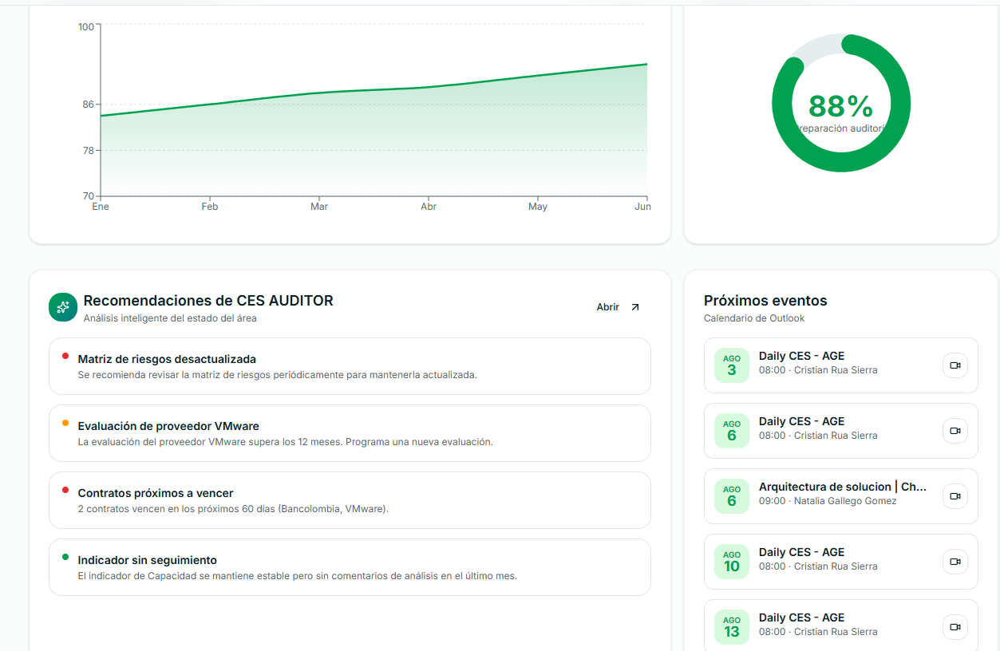 100
86
78
70
Ene Feb Mar Abr May Jun
88%
reparación auditori
Recomendaciones de CES AUDITOR
Análisis inteligente del estado del área
Abrir
Matriz de riesgos desactualizada
Se recomienda revisar la matriz de riesgos periódicamente para mantenerla actualizada.
Evaluación de proveedor VMware
La evaluación del proveedor VMware supera los 12 meses. Programa una nueva evaluación.
Contratos próximos a vencer
2 contratos vencen en los próximos 60 días (Bancolombia, VMware).
Indicador sin seguimiento
El indicador de Capacidad se mantiene estable pero sin comentarios de análisis en el último mes.
Próximos eventos
Calendario de Outlook
AGO
3
Daily CES - AGE
08:00 · Cristian Rua Sierra
AGO
6
Daily CES - AGE
08:00 · Cristian Rua Sierra
AGO
6
Arquitectura de solucion | Ch...
09:00 · Natalia Gallego Gomez
AGO
10
Daily CES - AGE
08:00 · Cristian Rua Sierra
AGO
13
Daily CES - AGE
08:00 · Cristian Rua Sierra